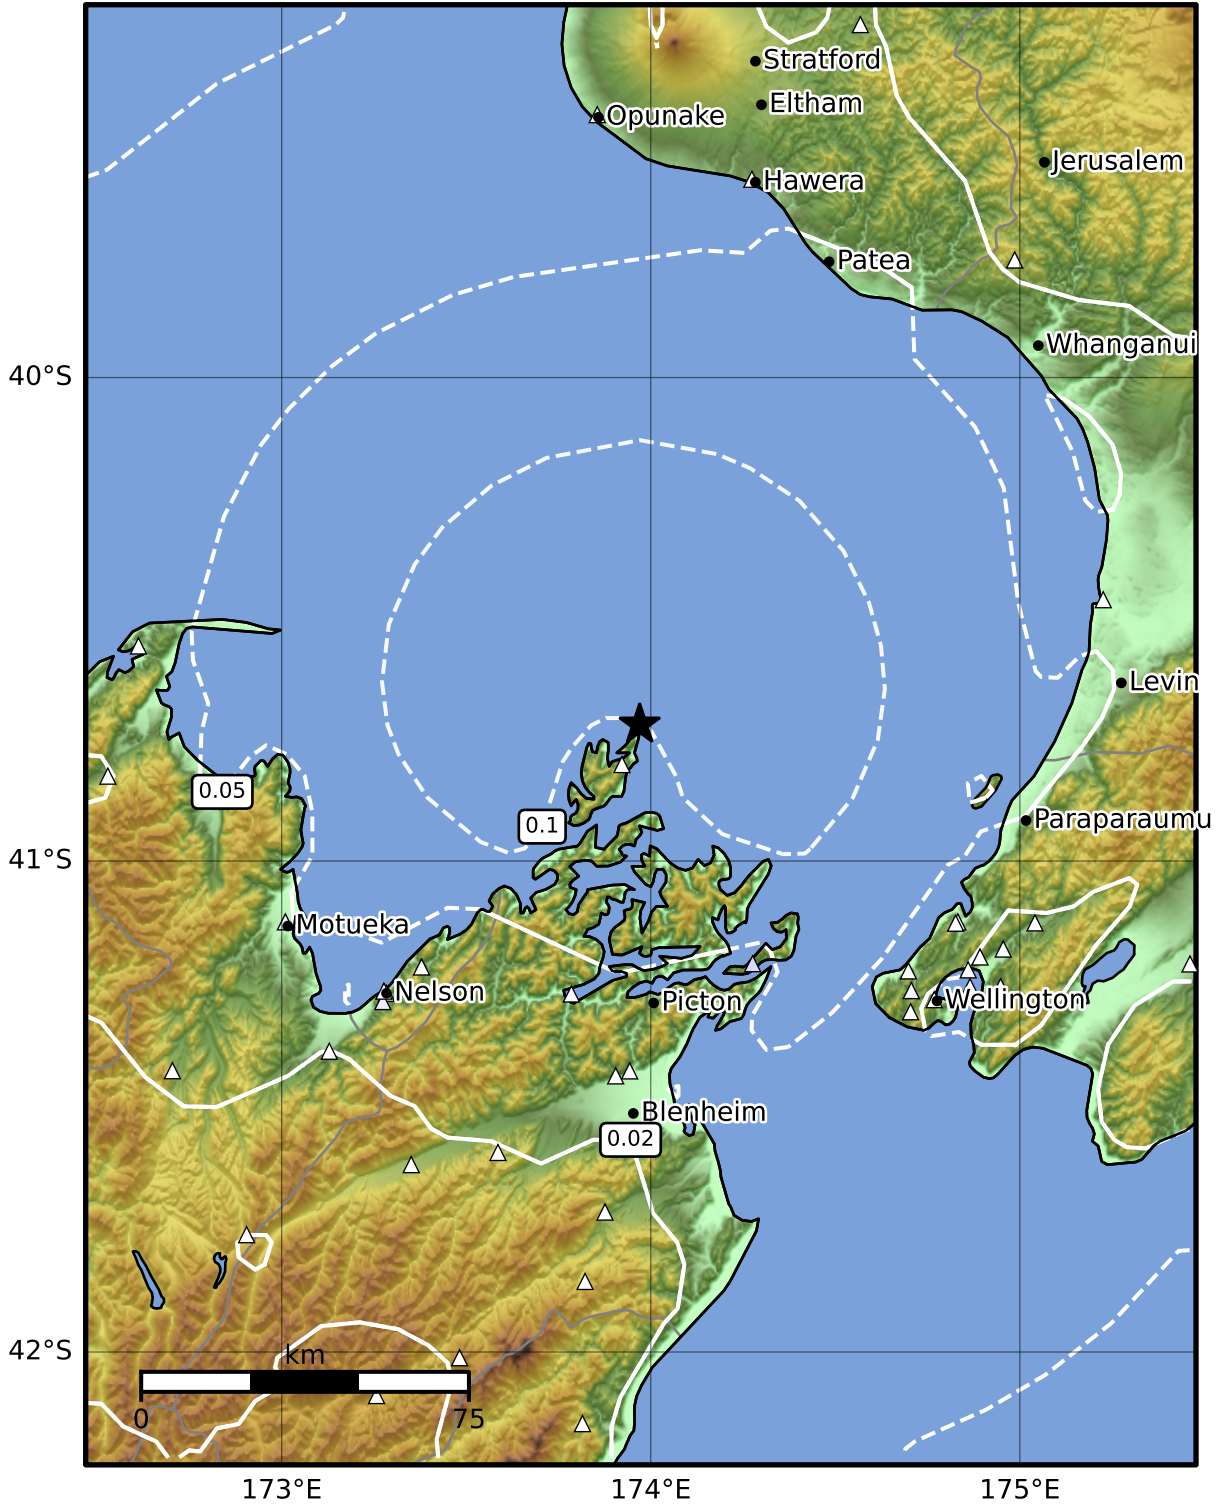 Stratford
Eltham
Opunake
Jerusalem
Hawera
Patea
Whanganui
40°S
Levin
0.05
0.1
Paraparaumu
41°S
Motueka
Nelson
Picton
Wellington
Blenheim
0.02
42°S
km
0
75
173°E
174°E
175°E